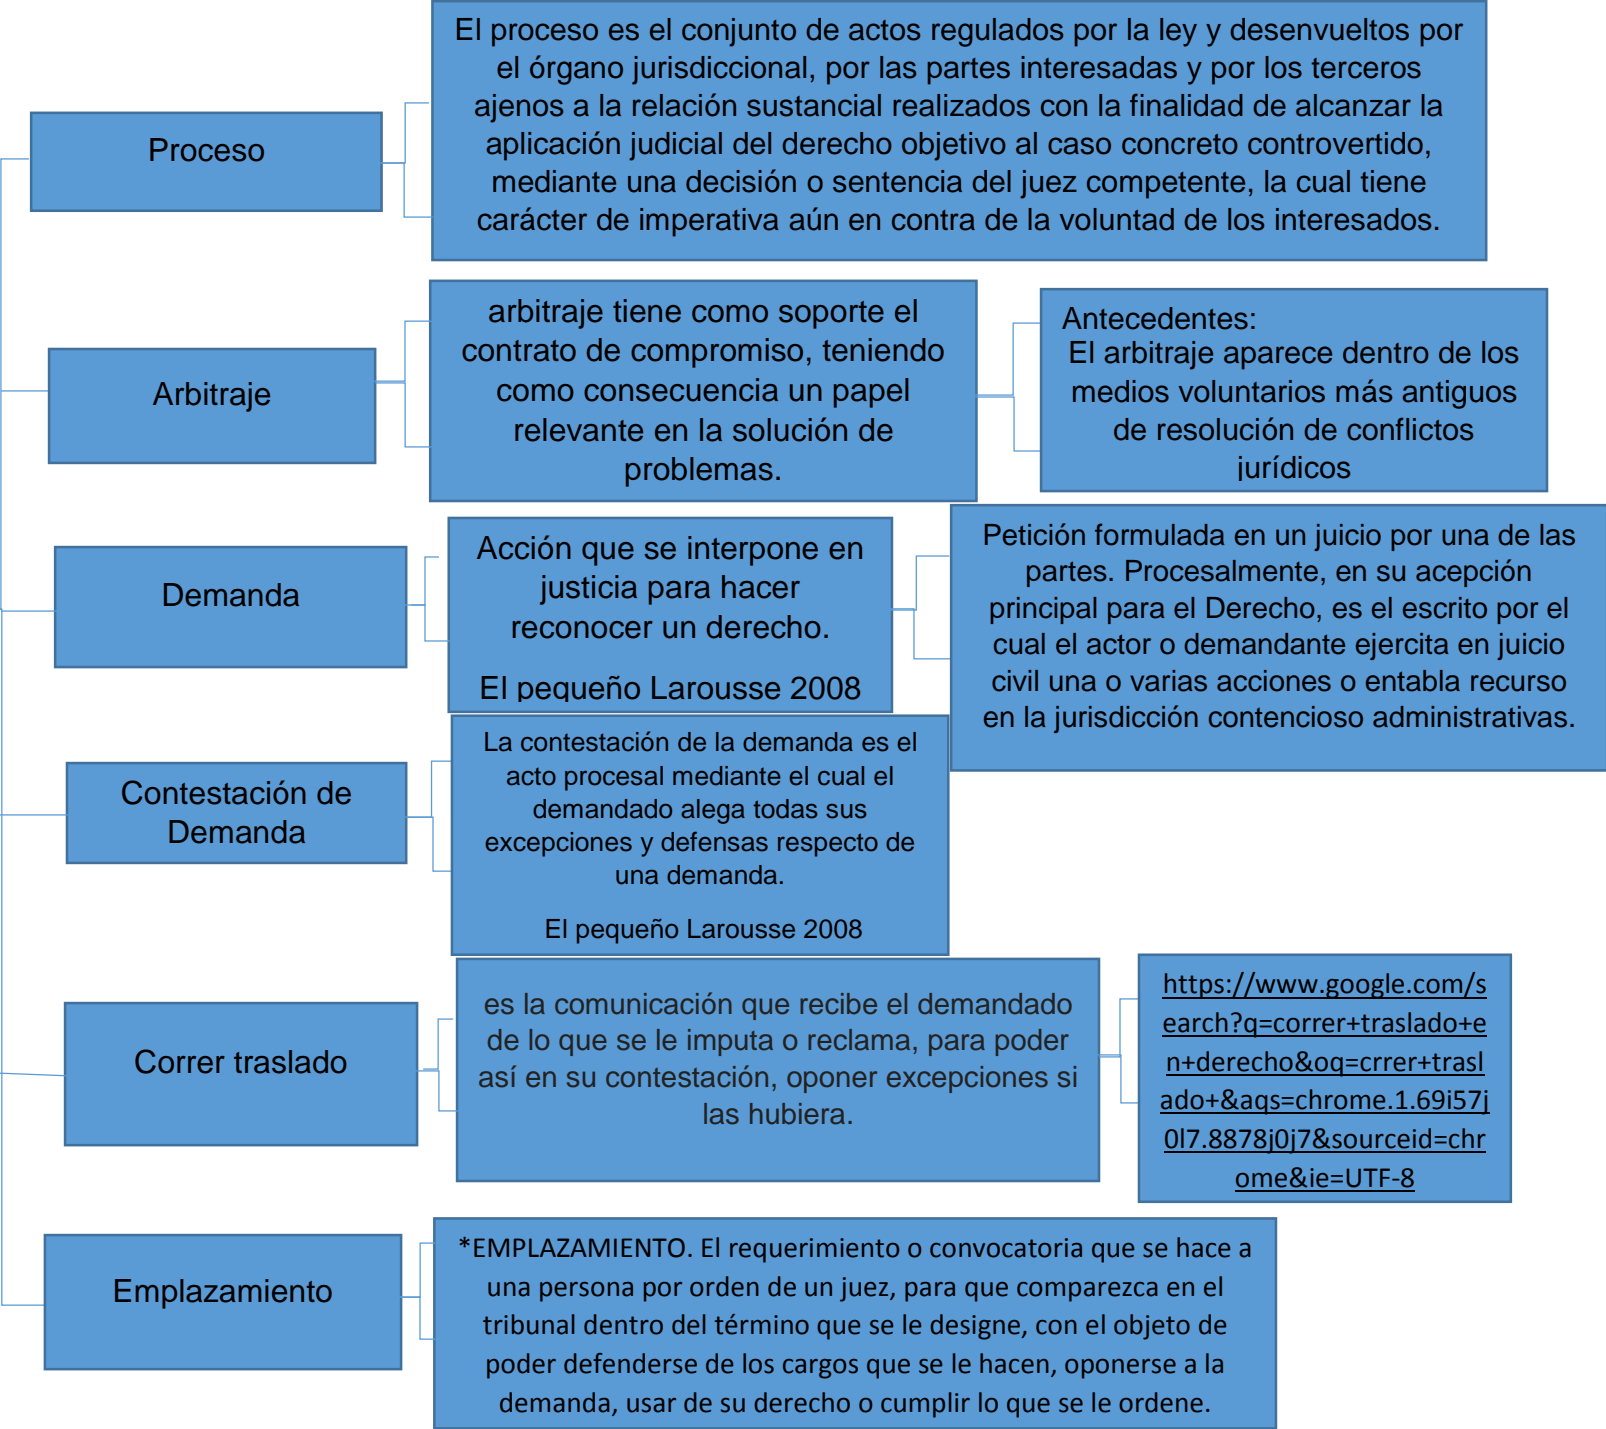 Proceso
El proceso es el conjunto de actos regulados por la ley y desenvueltos por
el órgano jurisdiccional, por las partes interesadas y por los terceros
ajenos a la relación sustancial realizados con la finalidad de alcanzar la
aplicación judicial del derecho objetivo al caso concreto controvertido,
mediante una decisión o sentencia del juez competente, la cual tiene
carácter de imperativa aún en contra de la voluntad de los interesados.
Arbitraje
arbitraje tiene como soporte el
contrato de compromiso, teniendo
como consecuencia un papel
relevante en la solución de
problemas.
Antecedentes:
El arbitraje aparece dentro de los
medios voluntarios más antiguos
de resolución de conflictos
jurídicos
Demanda
Acción que se interpone en
justicia para hacer
reconocer un derecho.
El pequeño Larousse 2008
Petición formulada en un juicio por una de las
partes. Procesalmente, en su acepción
principal para el Derecho, es el escrito por el
cual el actor o demandante ejercita en juicio
civil una o varias acciones o entabla recurso
en la jurisdicción contencioso administrativas.
Contestación de
Demanda
La contestación de la demanda es el
acto procesal mediante el cual el
demandado alega todas sus
excepciones y defensas respecto de
una demanda.
El pequeño Larousse 2008
Correr traslado
es la comunicación que recibe el demandado
de lo que se le imputa o reclama, para poder
así en su contestación, oponer excepciones si
las hubiera.
https://www.google.com/s
earch?q=correr+traslado+e
n+derecho&oq=crrer+trasl
ado+&aqs=chrome.1.69i57j
0l7.8878j0j7&sourceid=chr
ome&ie=UTF-8
Emplazamiento
*EMPLAZAMIENTO. El requerimiento o convocatoria que se hace a
una persona por orden de un juez, para que comparezca en el
tribunal dentro del término que se le designe, con el objeto de
poder defenderse de los cargos que se le hacen, oponerse a la
demanda, usar de su derecho o cumplir lo que se le ordene.